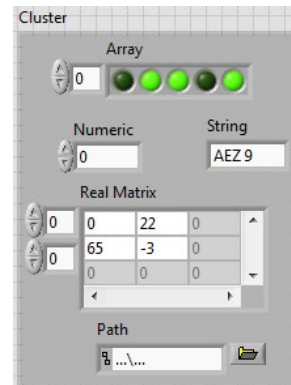 Cluster
Array
0
Numeric String
0 AEZ 9
Real Matrix
0 0 22 0
0 65 -3 0
0 0 0
Path
...\...